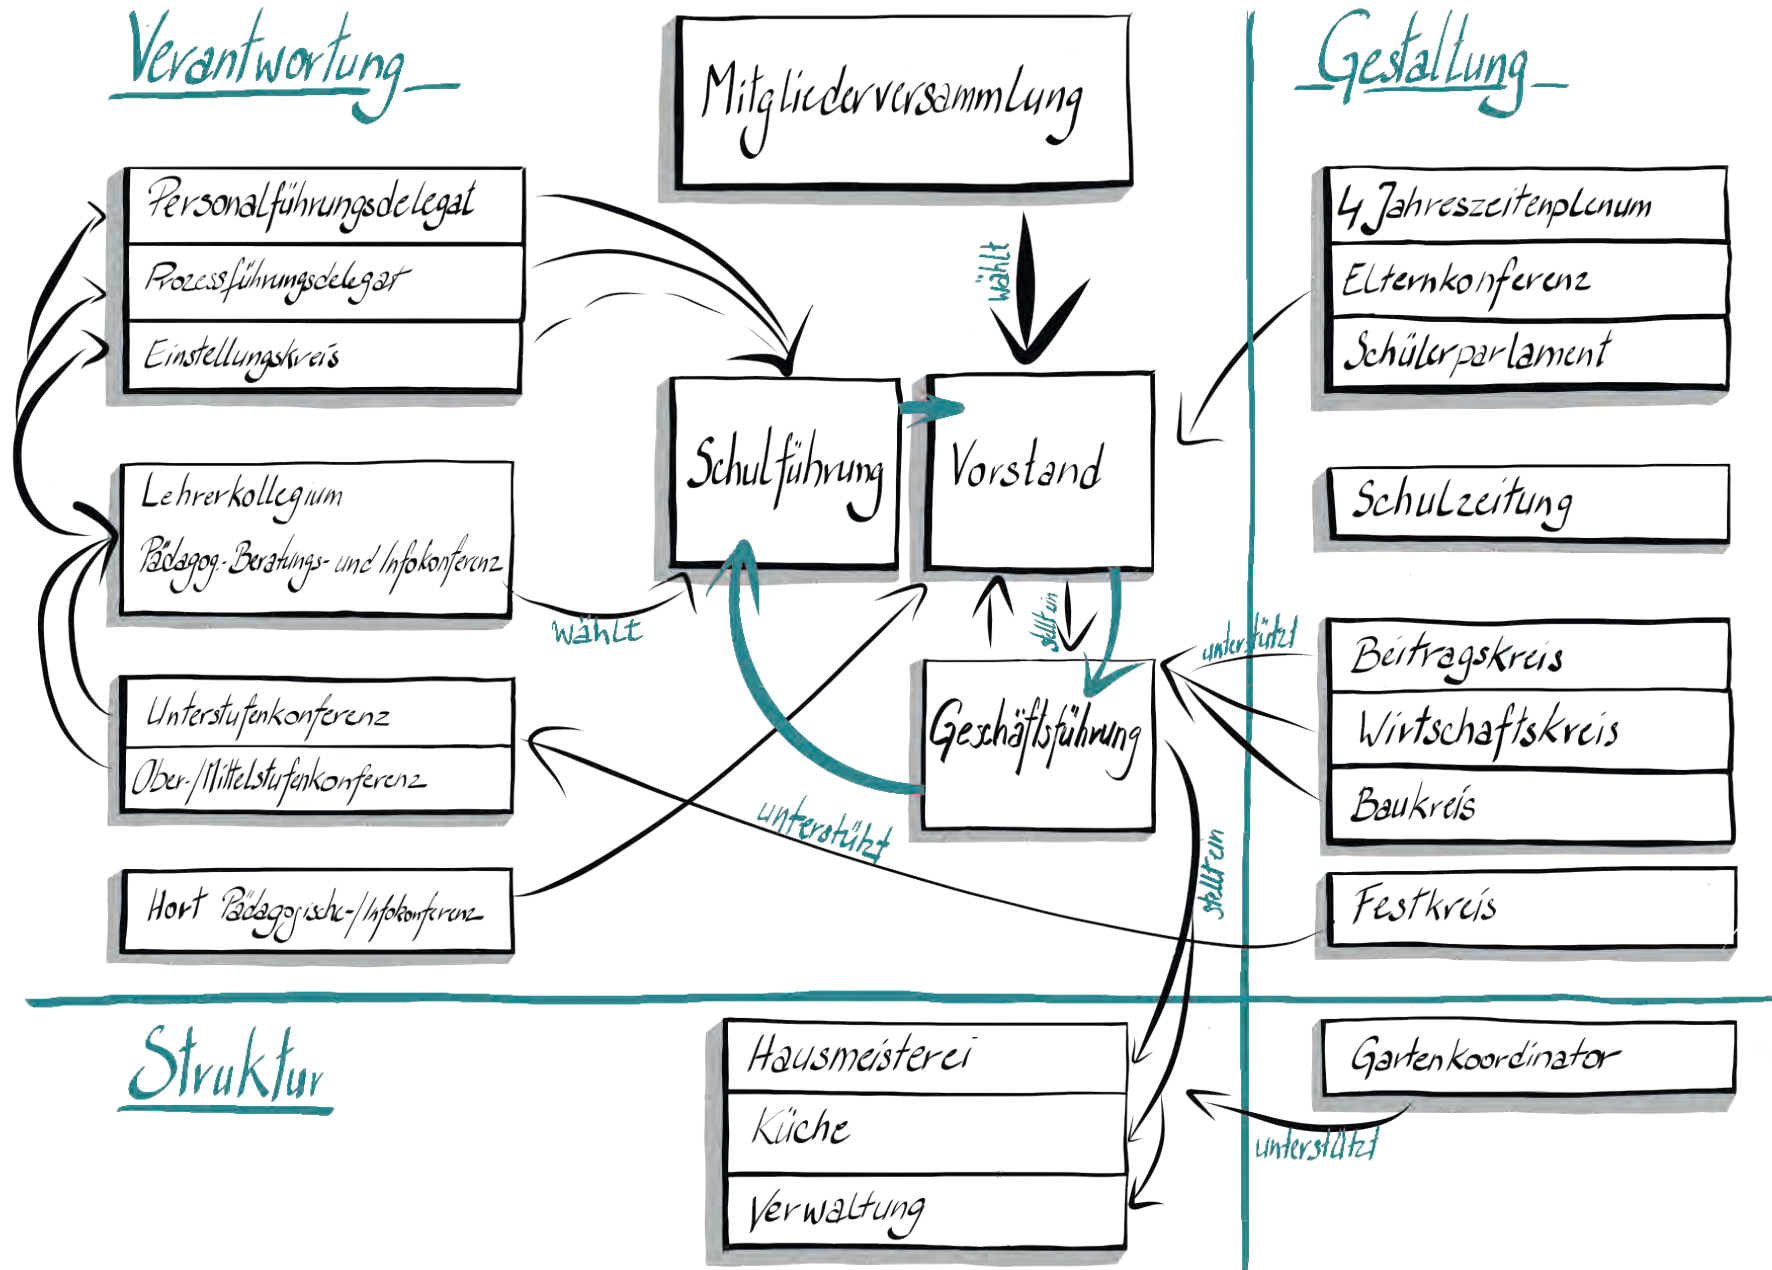 Verantwortung
Mitgliederversammlung
Gestaltung
Personalführungsdelegat
Prozessführungsdelegat
Einstellungskreis
wählt
4 Jahreszeitenplenum
Elternkonferenz
Schülerparlament
Lehrerkollegium
Pädagog.-Beratungs- und Infokonferenz
wählt
Schulführung
Vorstand
Schulzeitung
stellt ein
unterstützt
Unterstufenkonferenz
Ober-/Mittelstufenkonferenz
Geschäftsführung
Beitragskreis
Wirtschaftskreis
Baukreis
unterstützt
stellt ein
Hort Pädagogische-/Infokonferenz
Festkreis
Struktur
Hausmeisterei
Küche
Verwaltung
Gartenkoordinator
unterstützt